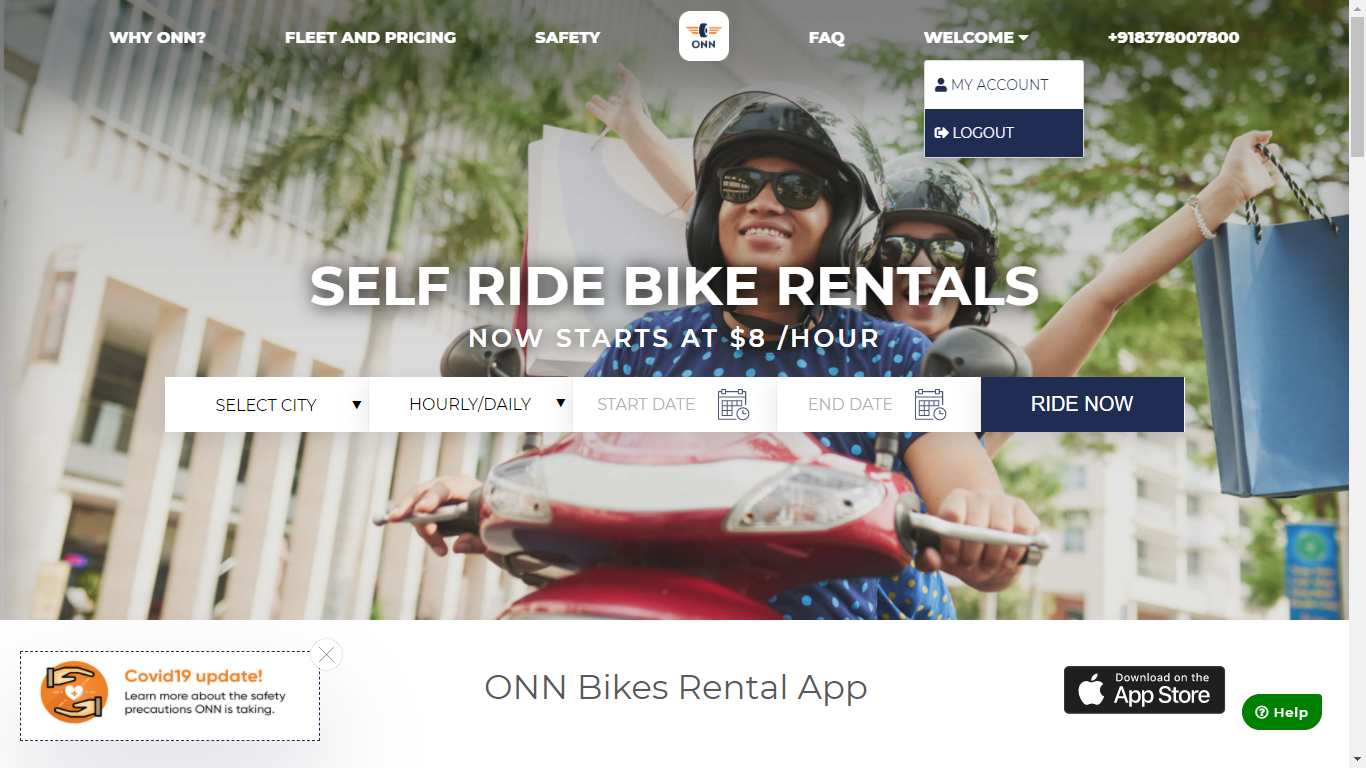 WHY ONN?
FLEET AND PRICING
SAFETY
ONN
FAQ
WELCOME
+918378007800
MY ACCOUNT
LOGOUT
SELF RIDE BIKE RENTALS
NOW STARTS AT $8 /HOUR
SELECT CITY
HOURLY/DAILY
START DATE
END DATE
RIDE NOW
Covid19 update!
Learn more about the safety
precautions ONN is taking.
ONN Bikes Rental App
Download on the
App Store
Help